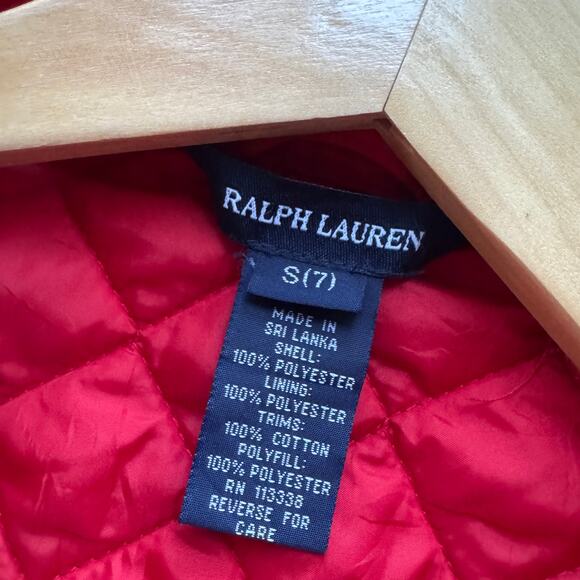 RALPH LAUREN
S(7)
MADE IN
SRI LANKA
SHELL:
100% POLYESTER
LINING:
100% POLYESTER
TRIMS:
100% COTTON
POLYFILL:
100% POLYESTER
RN 113338
REVERSE FOR
CARE